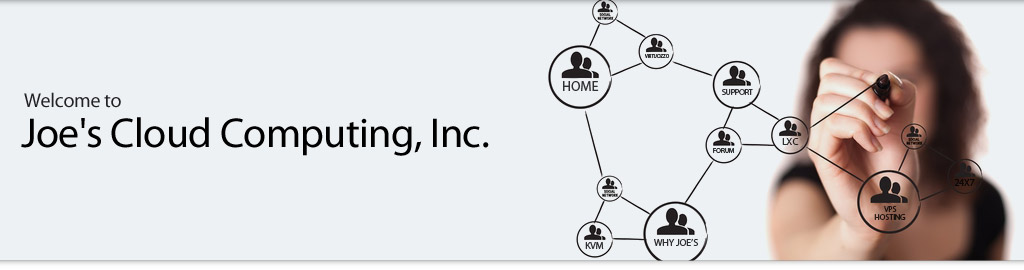 Welcome to
Joe's Cloud Computing, Inc.
SOCIAL
NETWORK
VIRTUOZZO
HOME
SUPPORT
LXC
FORUM
SOCIAL
NETWORK
24X7
SOCIAL
NETWORK
VPS
HOSTING
KVM
WHY JOE'S